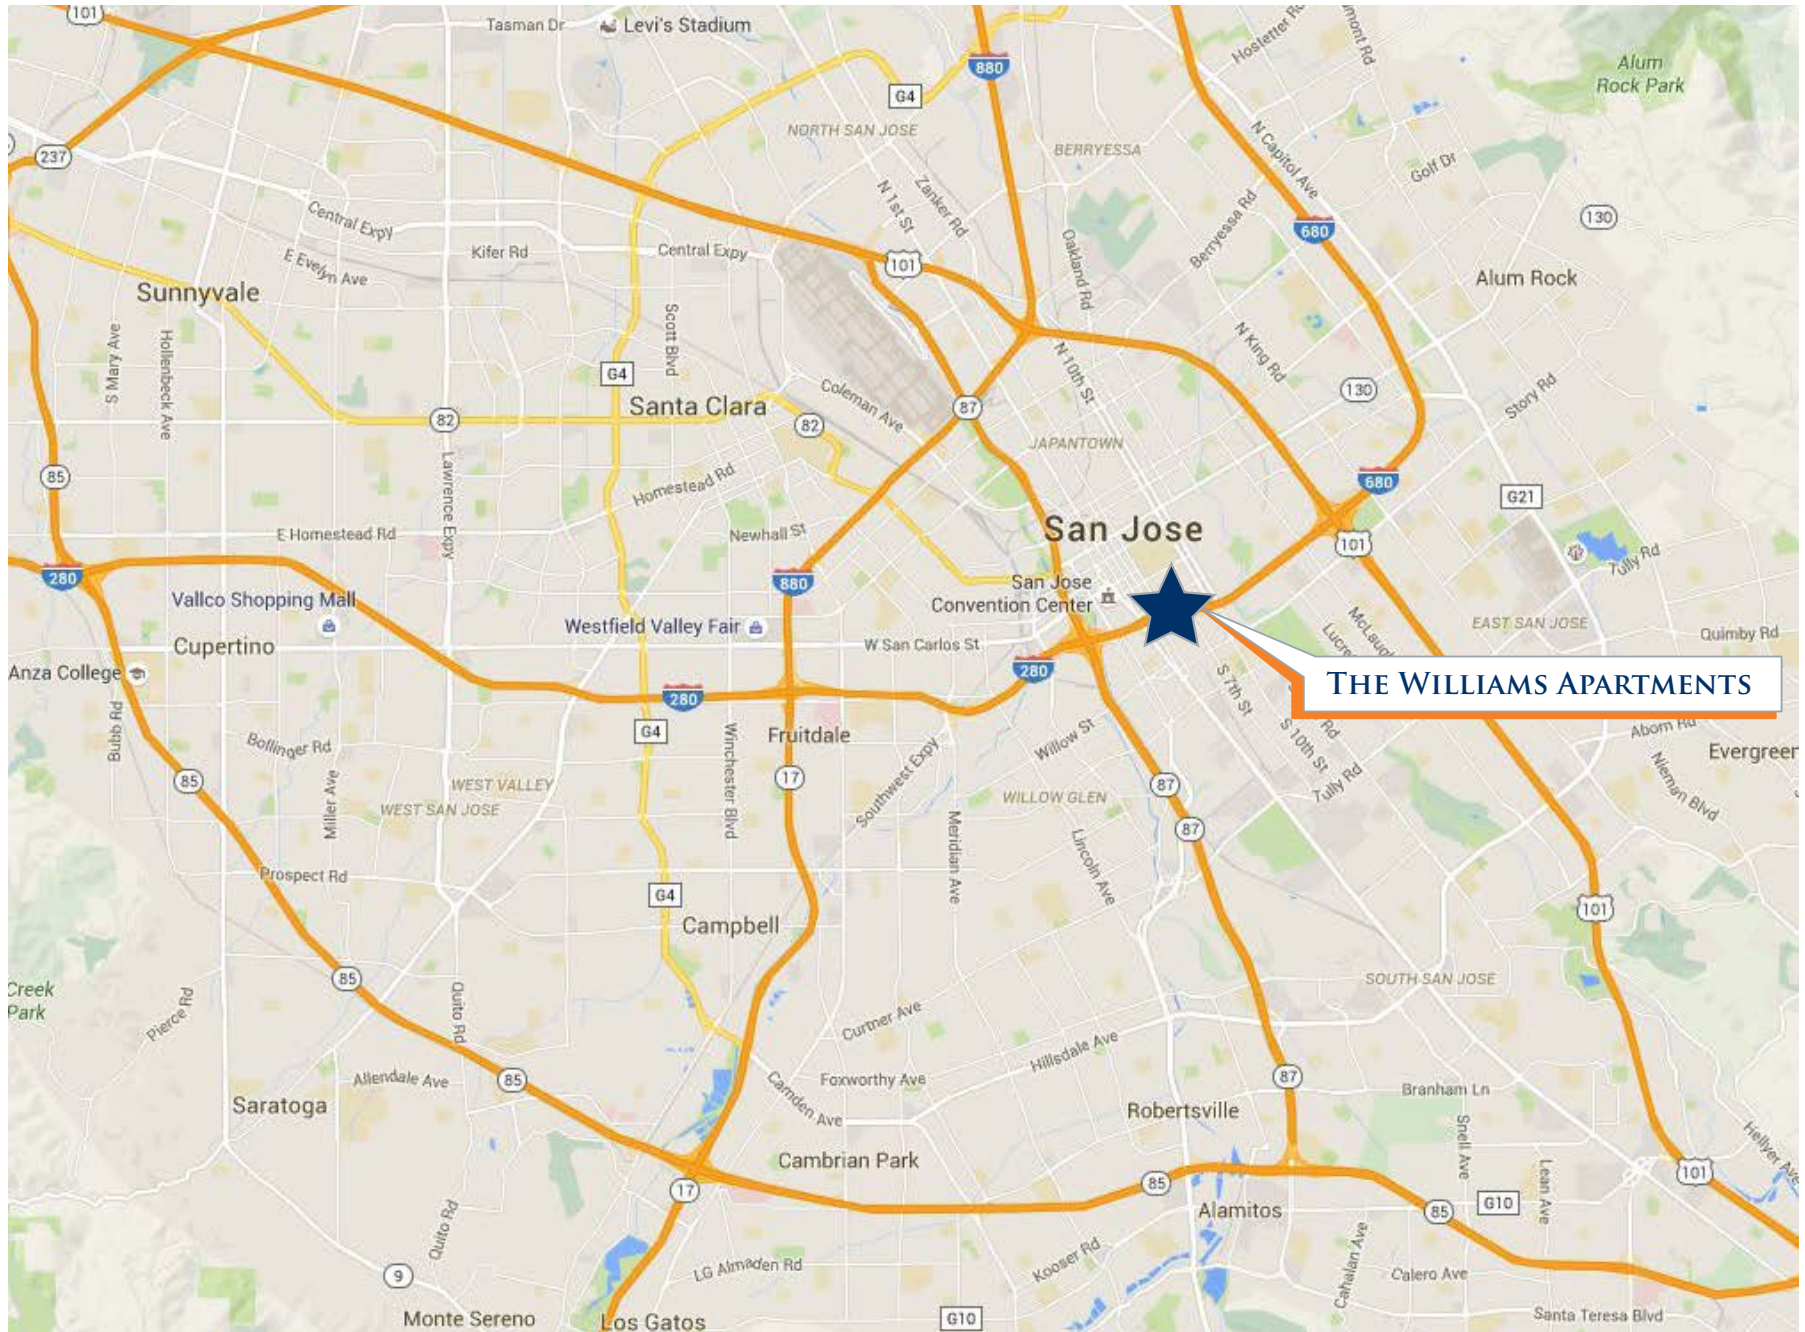 101
Tasman Dr
Levi's Stadium
880
Hostetter Rd
Alum
Rock Park
G4
NORTH SAN JOSE
BERRYESSA
N Capitol Ave
Golf Dr
237
N 1st St
Zanker Rd
Berryessa Rd
680
130
Central Expy
Kifer Rd
Central Expy
E Evelyn Ave
101
Oakland Rd
Alum Rock
Sunnyvale
S Mary Ave
Hollenbeck Ave
Scott Blvd
N 10th St
N King Rd
G4
130
Story Rd
Santa Clara
Coleman Ave
87
82
82
JAPANTOWN
85
Lawrence Expy
Homestead Rd
680
G21
E Homestead Rd
Newhall St
San Jose
101
Tully Rd
280
880
San Jose
Convention Center
Vallco Shopping Mall
Westfield Valley Fair
Cupertino
W San Carlos St
McLaugh
Lucre
EAST SAN JOSE
Quimby Rd
Anza College
280
280
S 7th St
THE WILLIAMS APARTMENTS
Rd
Bubb Rd
Bollinger Rd
G4
Winchester Blvd
Fruitdale
Southwest Expy
Willow St
S 10th St
Aborn Rd
Evergreen
85
Miller Ave
WEST VALLEY
WEST SAN JOSE
17
87
WILLOW GLEN
Tully Rd
Nieman Blvd
87
Meridian Ave
Lincoln Ave
Prospect Rd
G4
Campbell
101
85
Quito Rd
SOUTH SAN JOSE
Creek
Park
Pierce Rd
Curtner Ave
Hillsdale Ave
Allendale Ave
85
Camden Ave
Foxworthy Ave
87
Branham Ln
Saratoga
Robertsville
Snell Ave
Hellyer Ave
Cambrian Park
17
85
101
Lean Ave
G10
Alamitos
85
Quito Rd
9
LG Almaden Rd
Kooser Rd
Cahalan Ave
Calero Ave
Monte Sereno
Los Gatos
G10
Santa Teresa Blvd